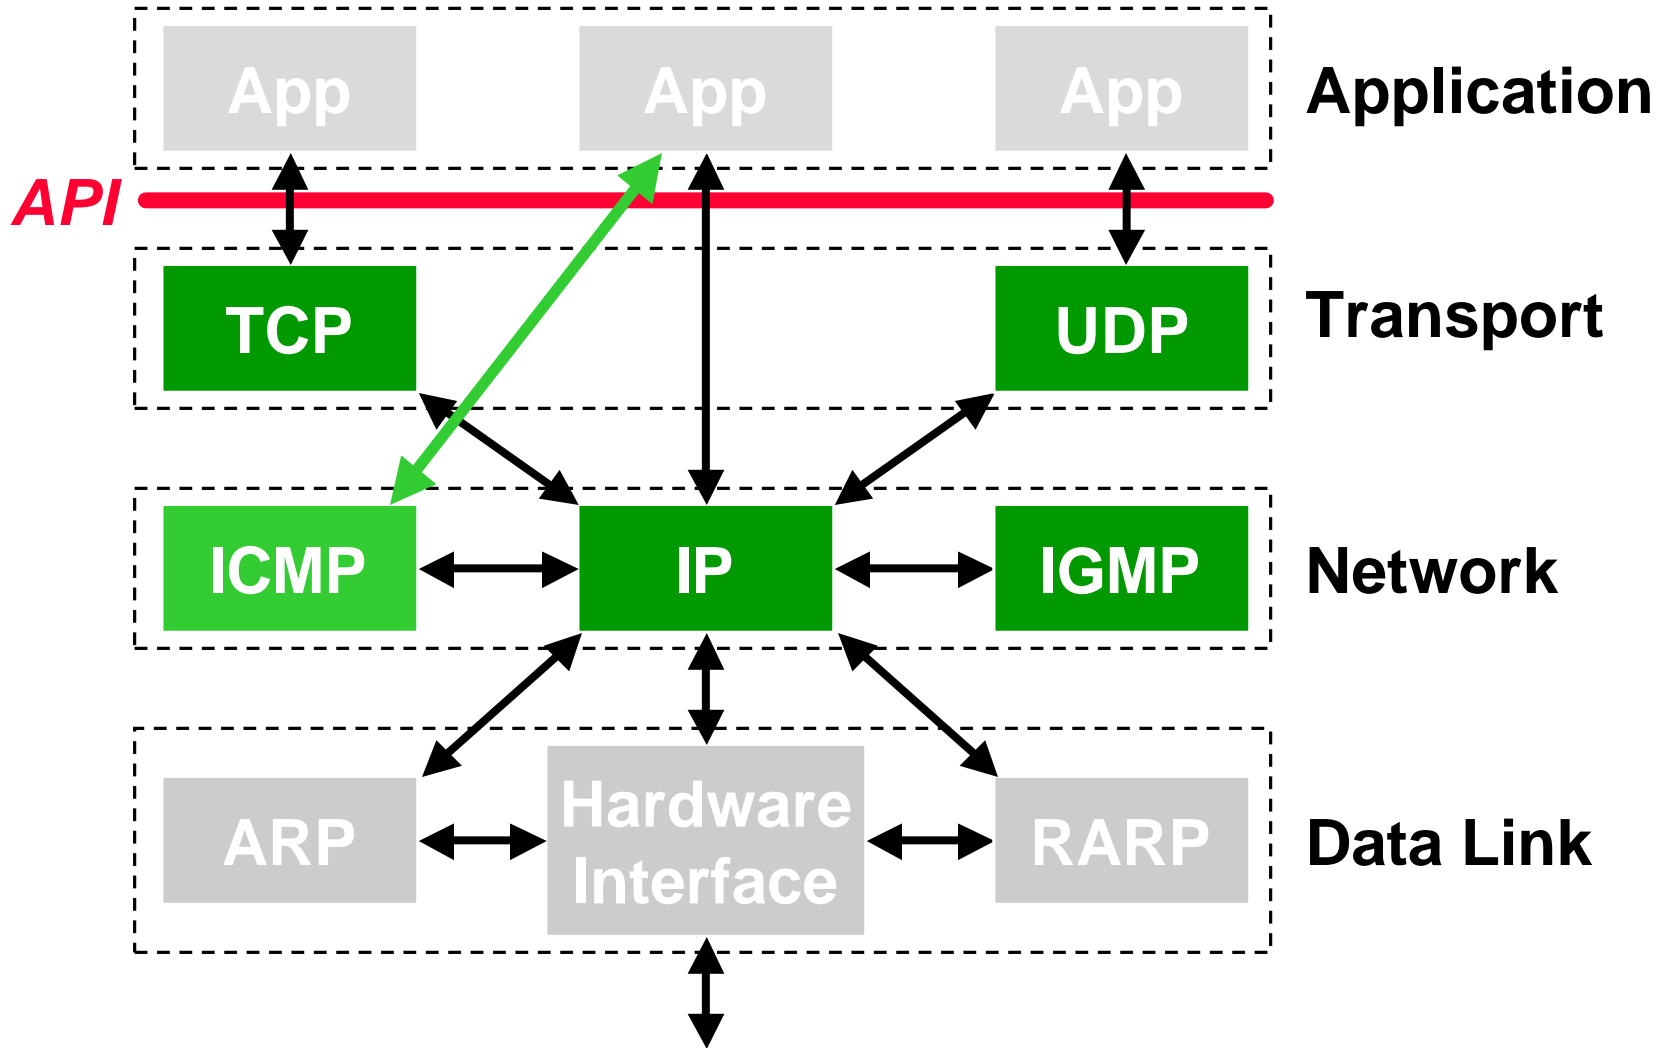 App
App
App
Application
API
TCP
UDP
Transport
ICMP
IP
IGMP
Network
ARP
Hardware
Interface
RARP
Data Link